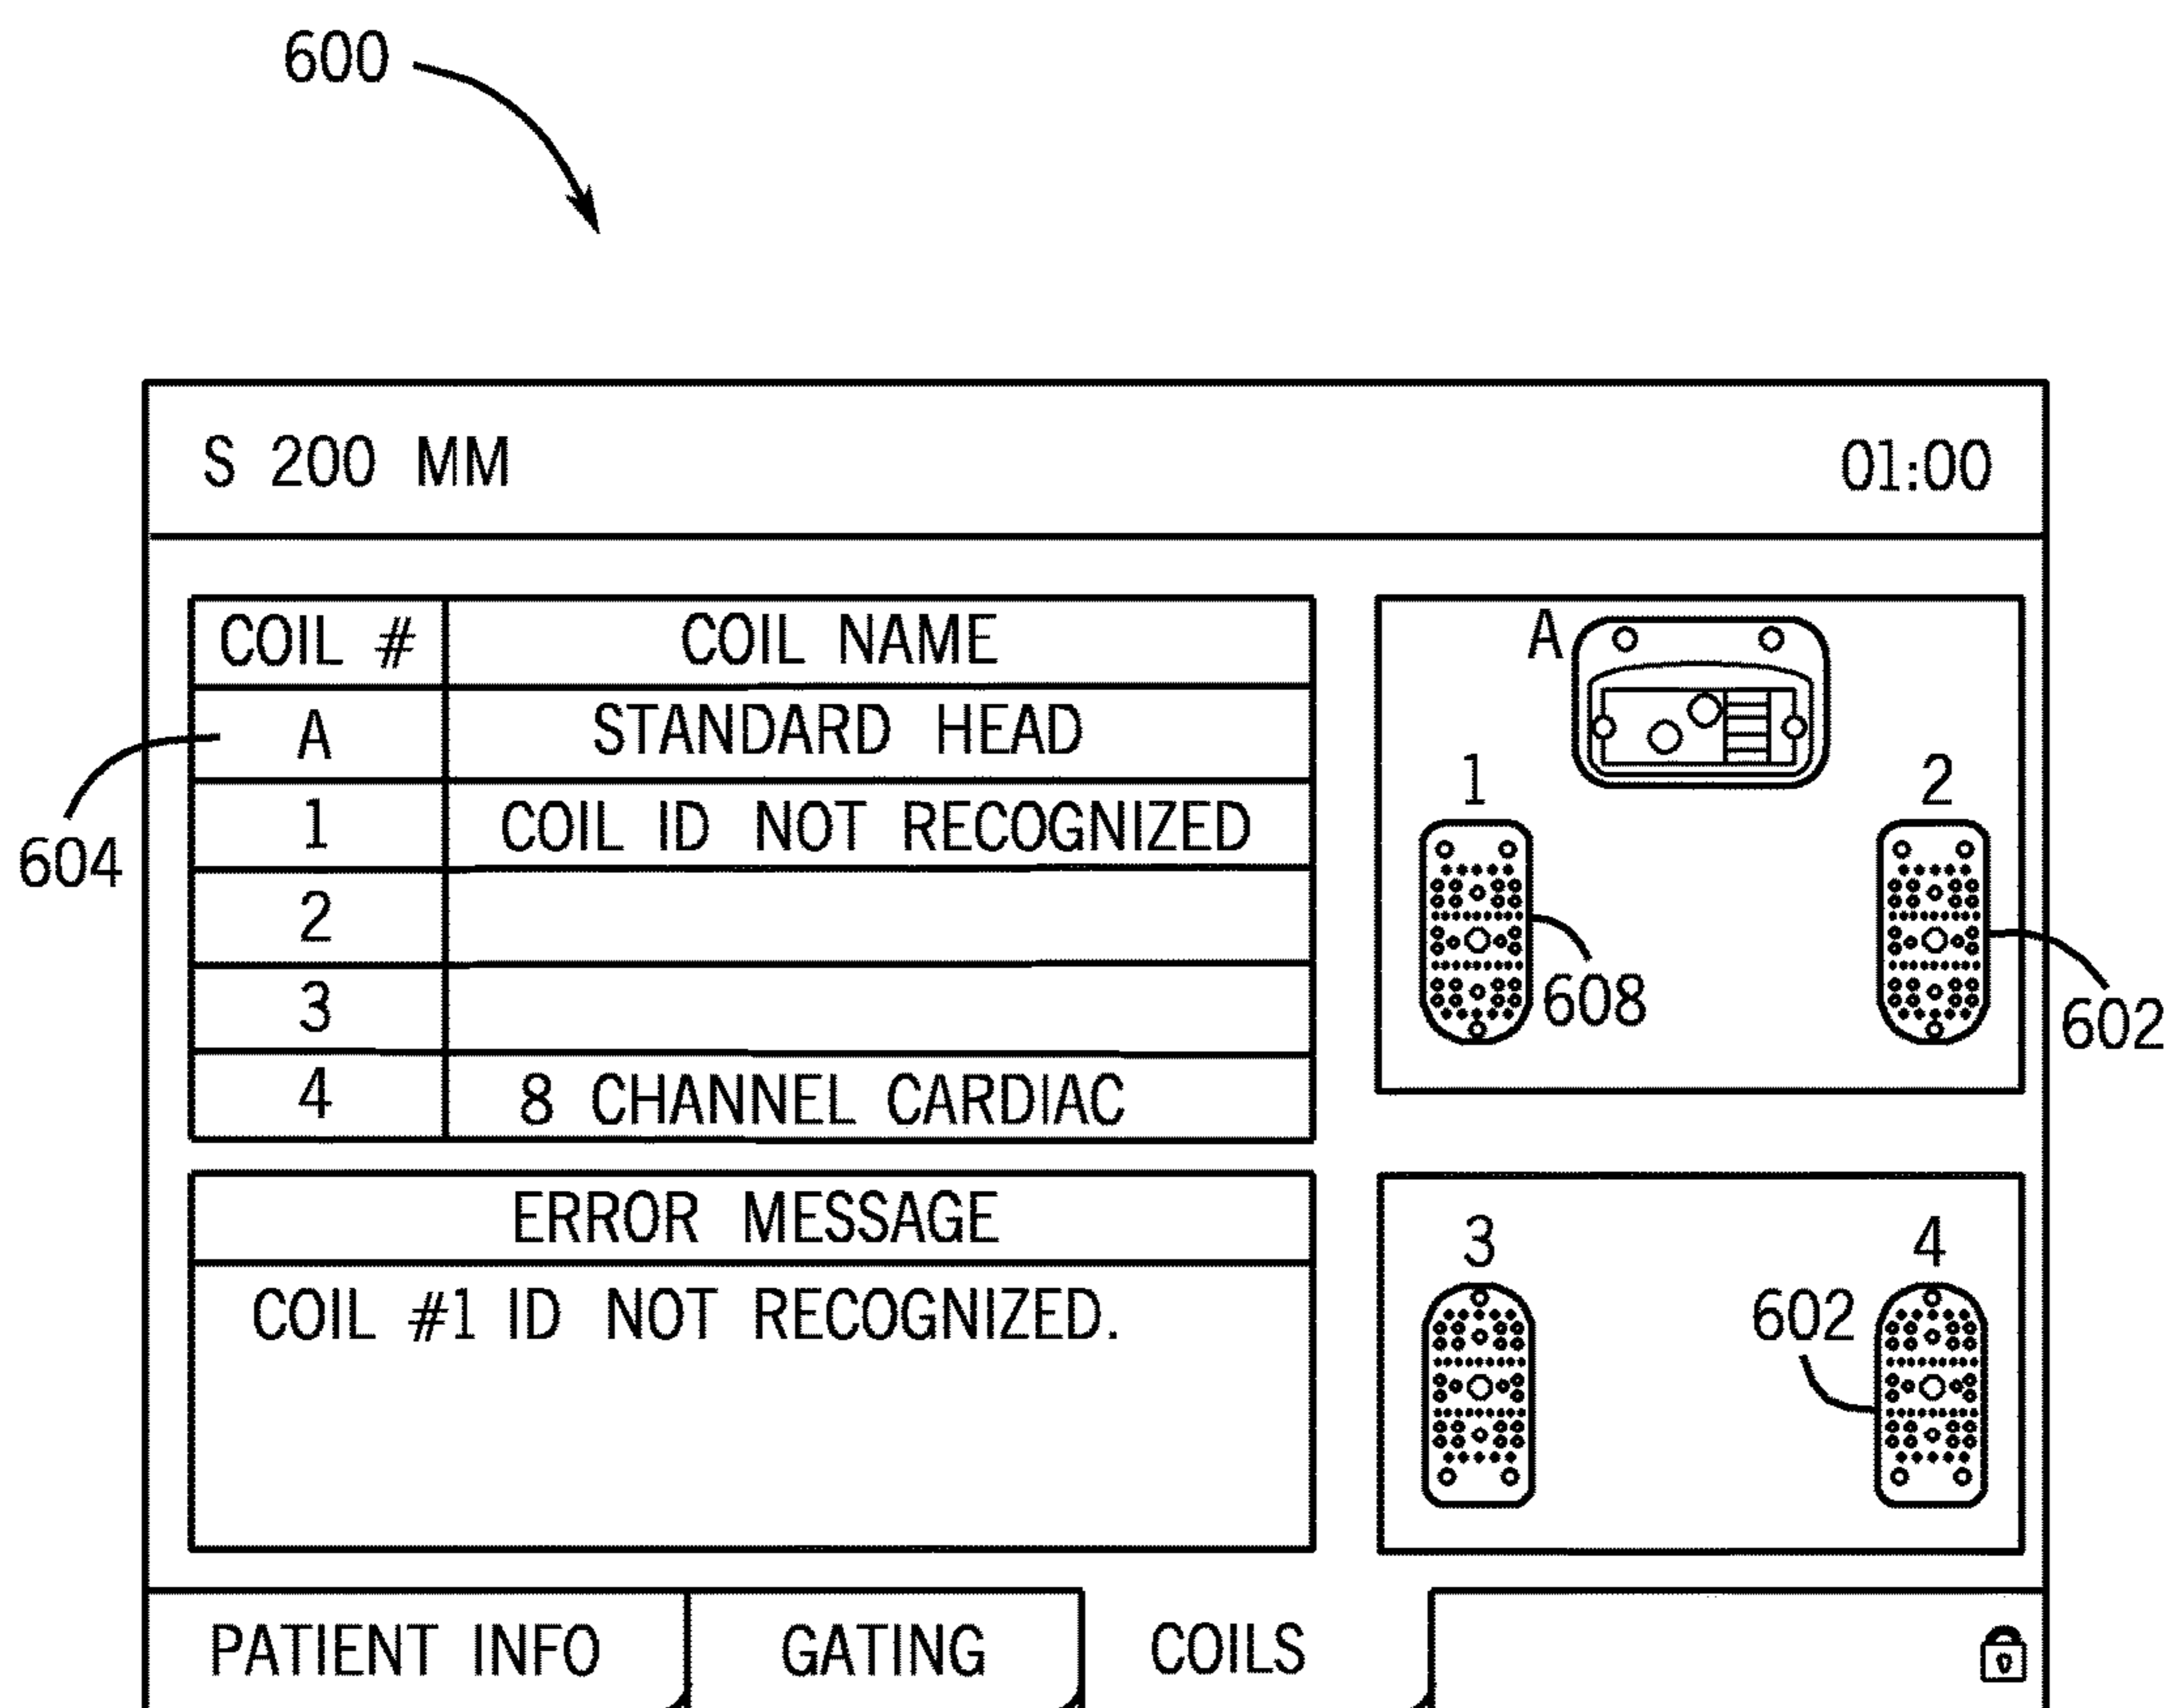 600
S 200 MM 01:00
COIL # COIL NAME
A STANDARD HEAD
1 COIL ID NOT RECOGNIZED
2
3
4 8 CHANNEL CARDIAC
604
A
1 2
608
602
ERROR MESSAGE
COIL #1 ID NOT RECOGNIZED.
3 4
602
PATIENT INFO GATING COILS